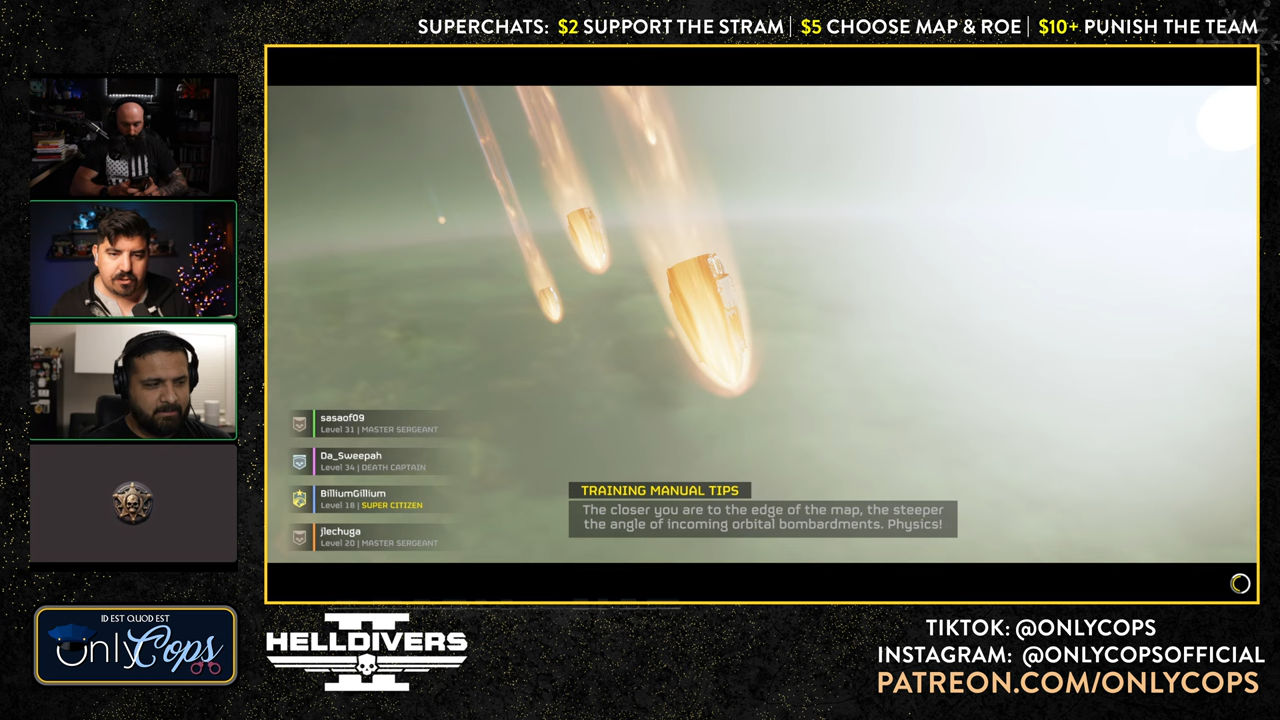 SUPERCHATS: $2 SUPPORT THE STRAM | $5 CHOOSE MAP & ROE | $10+ PUNISH THE TEAM
sasaof09
Level 31 | MASTER SERGEANT
Da_Sweepah
Level 34 | DEATH CAPTAIN
BilliumGillium
Level 18 | SUPER CITIZEN
jlechuga
Level 20 | MASTER SERGEANT
TRAINING MANUAL TIPS
The closer you are to the edge of the map, the steeper
the angle of incoming orbital bombardments. Physics!
ID EST QUOD EST
OnlyCops
II
HELLDIVERS
TIKTOK: @ONLYCOPS
INSTAGRAM: @ONLYCOPSOFFICIAL
PATREON.COM/ONLYCOPS